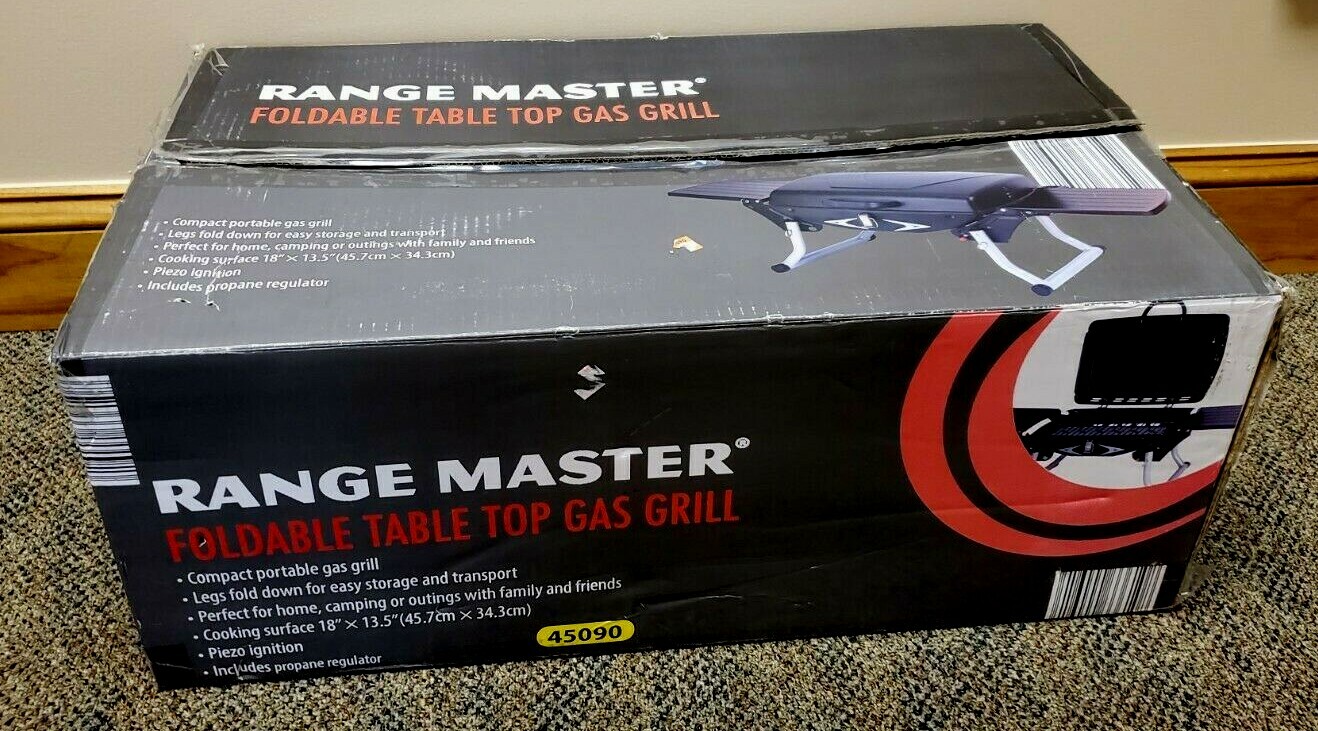 RANGE MASTER®
FOLDABLE TABLE TOP GAS GRILL
• Compact portable gas grill
• Legs fold down for easy storage and transport
• Perfect for home, camping or outings with family and friends
• Cooking surface 18" × 13.5" (45.7cm × 34.3cm)
• Piezo ignition
• Includes propane regulator
RANGE MASTER®
FOLDABLE TABLE TOP GAS GRILL
• Compact portable gas grill
• Legs fold down for easy storage and transport
• Perfect for home, camping or outings with family and friends
• Cooking surface 18" × 13.5" (45.7cm × 34.3cm)
• Piezo ignition
• Includes propane regulator
45090